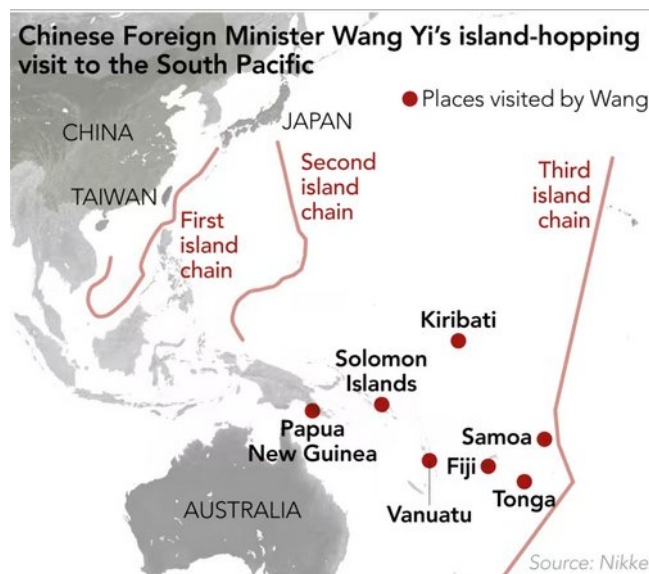 Chinese Foreign Minister Wang Yi's island-hopping
visit to the South Pacific
Places visited by Wang
CHINA
JAPAN
TAIWAN
First
island
chain
Second
island
chain
Third
island
chain
Kiribati
Solomon
Islands
Papua
New Guinea
Samoa
Fiji
Tonga
Vanuatu
AUSTRALIA
Source: Nikke